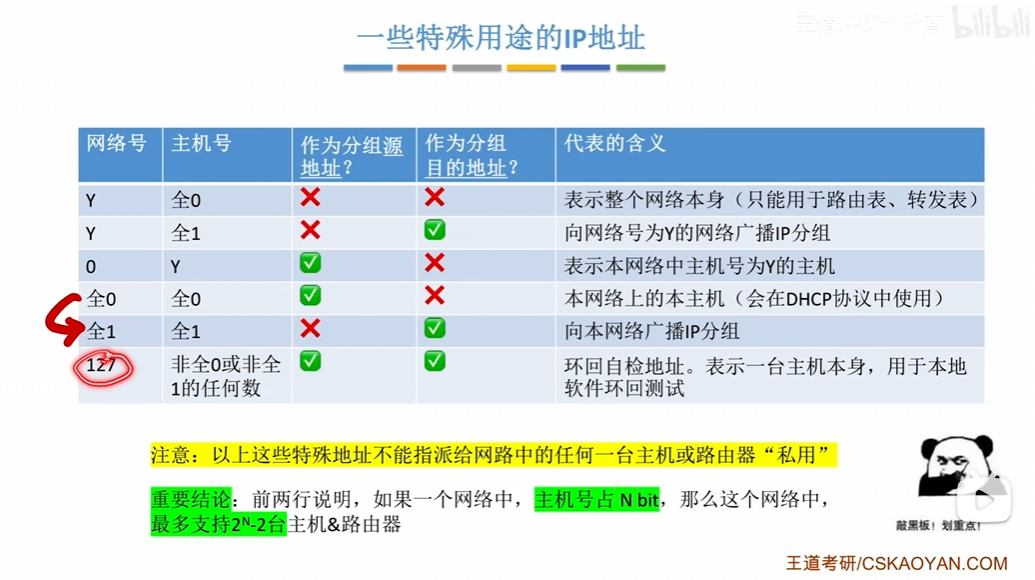 一些特殊用途的IP地址
bilibili
网络号 主机号 作为分组源地址？ 作为分组目的地址？ 代表的含义
Y 全0 ❌ ❌ 表示整个网络本身（只能用于路由表、转发表）
Y 全1 ❌ ✅ 向网络号为Y的网络广播IP分组
0 Y ✅ ❌ 表示本网络中主机号为Y的主机
全0 全0 ✅ ❌ 本网络上的本主机（会在DHCP协议中使用）
全1 全1 ❌ ✅ 向本网络广播IP分组
127 非全0或非全1的任何数 ✅ ✅ 环回自检地址。表示一台主机本身，用于本地软件环回测试
注意：以上这些特殊地址不能指派给网路中的任何一台主机或路由器“私用”
重要结论：前两行说明，如果一个网络中，主机号占 N bit，那么这个网络中，
最多支持2ᴺ-2台主机&路由器
敲黑板！划重点！
王道考研/CSKAOYAN.COM